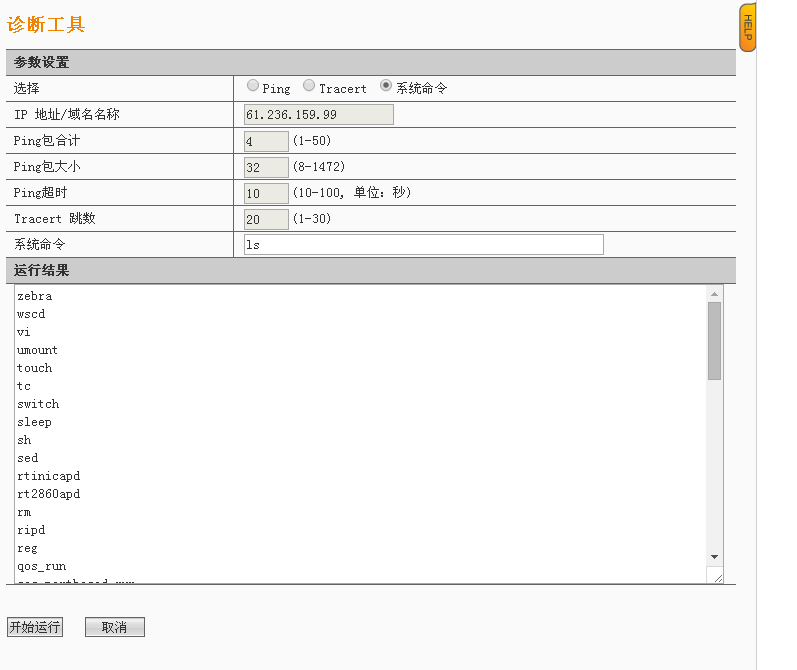 诊断工具
HELP
参数设置
选择 Ping Tracert 系统命令
IP 地址/域名名称 61.236.159.99
Ping包合计 4 (1-50)
Ping包大小 32 (8-1472)
Ping超时 10 (10-100, 单位：秒)
Tracert 跳数 20 (1-30)
系统命令 ls
运行结果
zebra
wscd
vi
umount
touch
tc
switch
sleep
sh
sed
rtinicapd
rt2860apd
rm
ripd
reg
qos_run
开始运行 取消